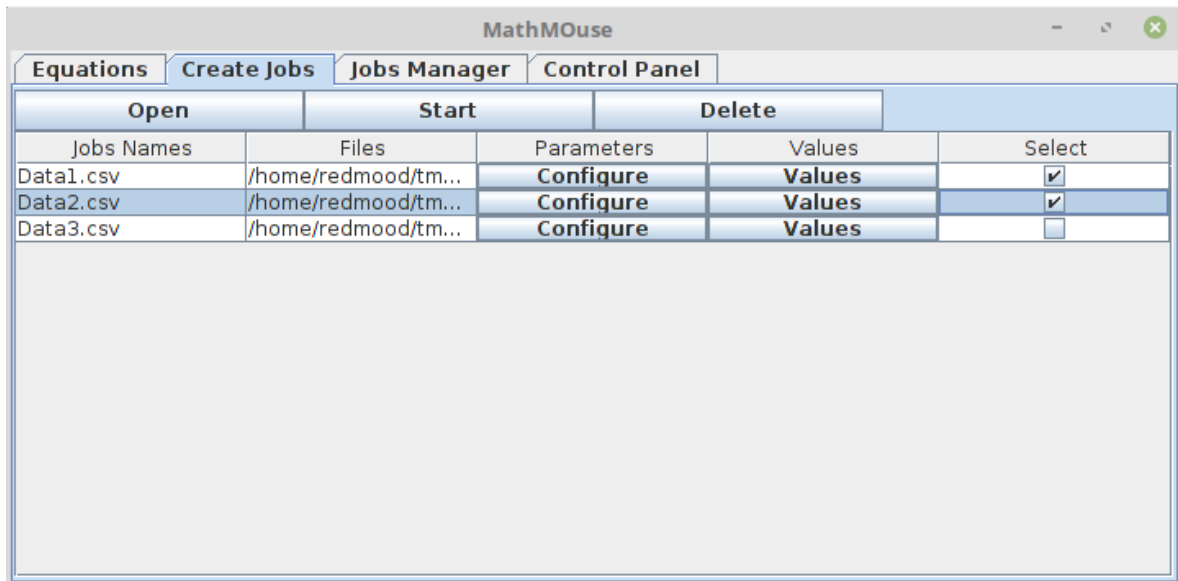 MathMOuse
Equations Create Jobs Jobs Manager Control Panel
Open Start Delete
Jobs Names Files Parameters Values Select
Data1.csv /home/redmood/tm... Configure Values
Data2.csv /home/redmood/tm... Configure Values
Data3.csv /home/redmood/tm... Configure Values